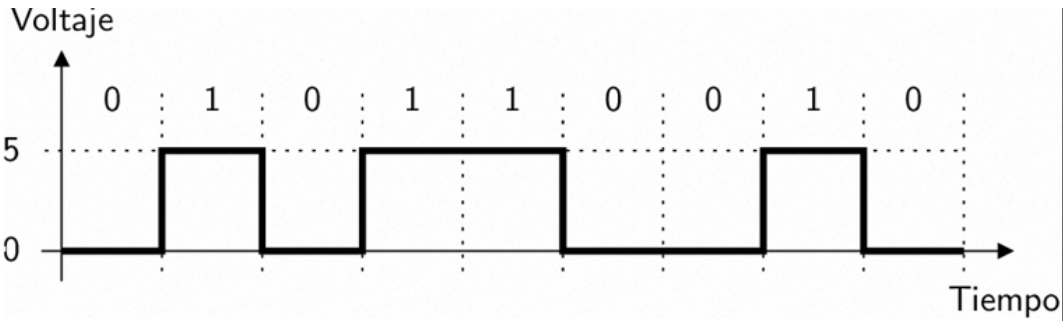 Voltaje
0 1 0 1 1 0 0 1 0
5
0
Tiempo